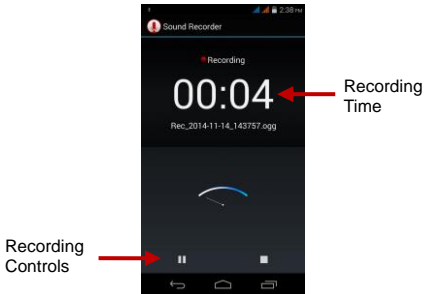 2:38 PM
Sound Recorder
Recording
00:04
Rec_2014-11-14_143757.ogg
Recording
Time
Recording
Controls